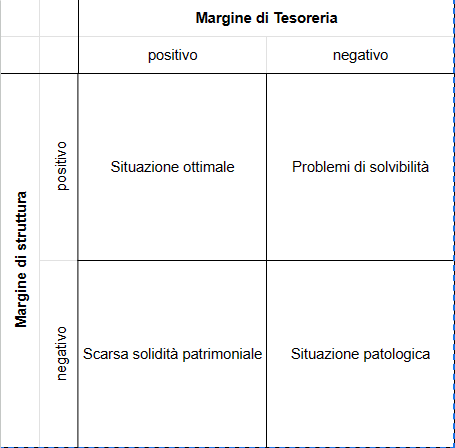 Margine di Tesoreria
positivo
negativo
Margine di struttura
positivo
Situazione ottimale
Problemi di solvibilità
negativo
Scarsa solidità patrimoniale
Situazione patologica